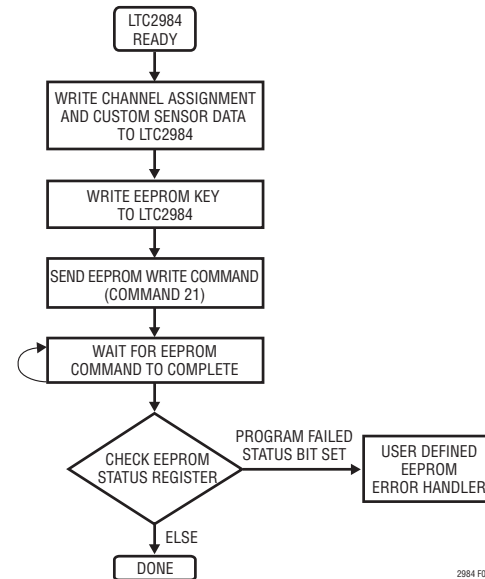 LTC2984
READY
WRITE CHANNEL ASSIGNMENT
AND CUSTOM SENSOR DATA
TO LTC2984
WRITE EEPROM KEY
TO LTC2984
SEND EEPROM WRITE COMMAND
(COMMAND 21)
WAIT FOR EEPROM
COMMAND TO COMPLETE
CHECK EEPROM
STATUS REGISTER
PROGRAM FAILED
STATUS BIT SET
USER DEFINED
EEPROM
ERROR HANDLER
ELSE
DONE
2984 F0